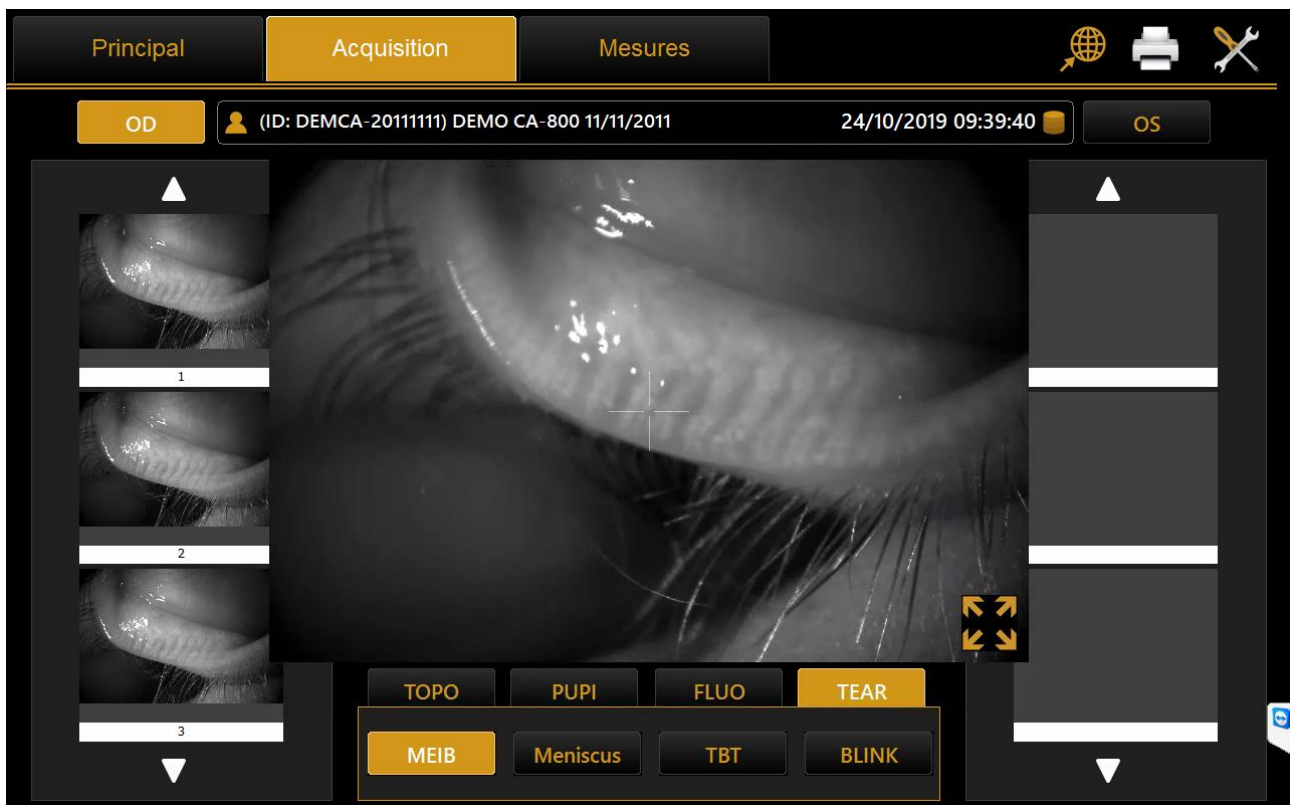 Principal
Acquisition
Mesures
OD
(ID: DEMCA-20111111) DEMO CA-800 11/11/2011
24/10/2019 09:39:40
OS
1
2
3
TOPO
PUPI
FLUO
TEAR
MEIB
Meniscus
TBT
BLINK